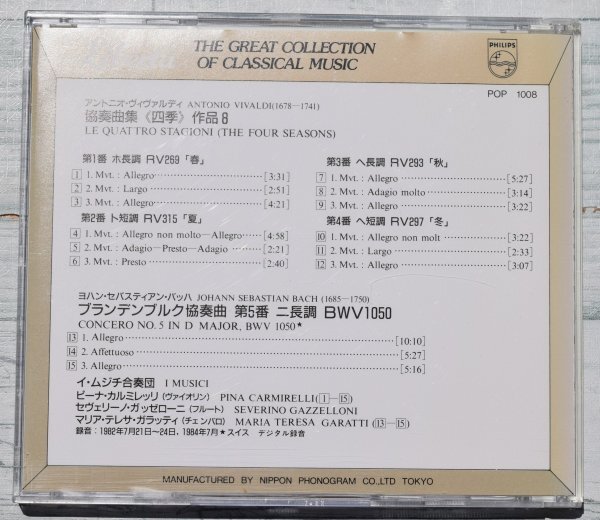 THE GREAT COLLECTION
OF CLASSICAL MUSIC
PHILIPS
POP 1008
アントニオ・ヴィヴァルディ ANTONIO VIVALDI(1678—1741)
協奏曲集《四季》作品8
LE QUATTRO STAGIONI (THE FOUR SEASONS)
第1番 ホ長調 RV269「春」
1 1. Mvt. : Allegro [3:31]
2 2. Mvt. : Largo [2:51]
3 3. Mvt. : Allegro [4:21]
第2番 ト短調 RV315「夏」
4 1. Mvt. : Allegro non molto—Allegro [4:58]
5 2. Mvt. : Adagio—Presto—Adagio [2:21]
6 3. Mvt. : Presto [2:40]
第3番 ヘ長調 RV293「秋」
7 1. Mvt. : Allegro [5:27]
8 2. Mvt. : Adagio molto [3:14]
9 3. Mvt. : Allegro [3:22]
第4番 ヘ短調 RV297「冬」
10 1. Mvt. : Allegro non molt [3:22]
11 2. Mvt. : Largo [2:33]
12 3. Mvt. : Allegro [3:07]
ヨハン・セバスティアン・バッハ JOHANN SEBASTIAN BACH (1685—1750)
ブランデンブルク協奏曲 第5番 ニ長調 BWV1050
CONCERO NO. 5 IN D MAJOR, BWV 1050★
13 1. Allegro [10:10]
14 2. Affettuoso [5:27]
15 3. Allegro [5:16]
イ・ムジチ合奏団 I MUSICI
ピーナ・カルミレッリ(ヴァイオリン) PINA CARMIRELLI(1—15)
セヴェリーノ・ガッゼローニ(フルート) SEVERINO GAZZELLONI
マリア・テレサ・ガラッティ(チェンバロ) MARIA TERESA GARATTI (13—15)
録音:1982年7月21日〜24日, 1984年7月★スイス デジタル録音
MANUFACTURED BY NIPPON PHONOGRAM CO.,LTD TOKYO